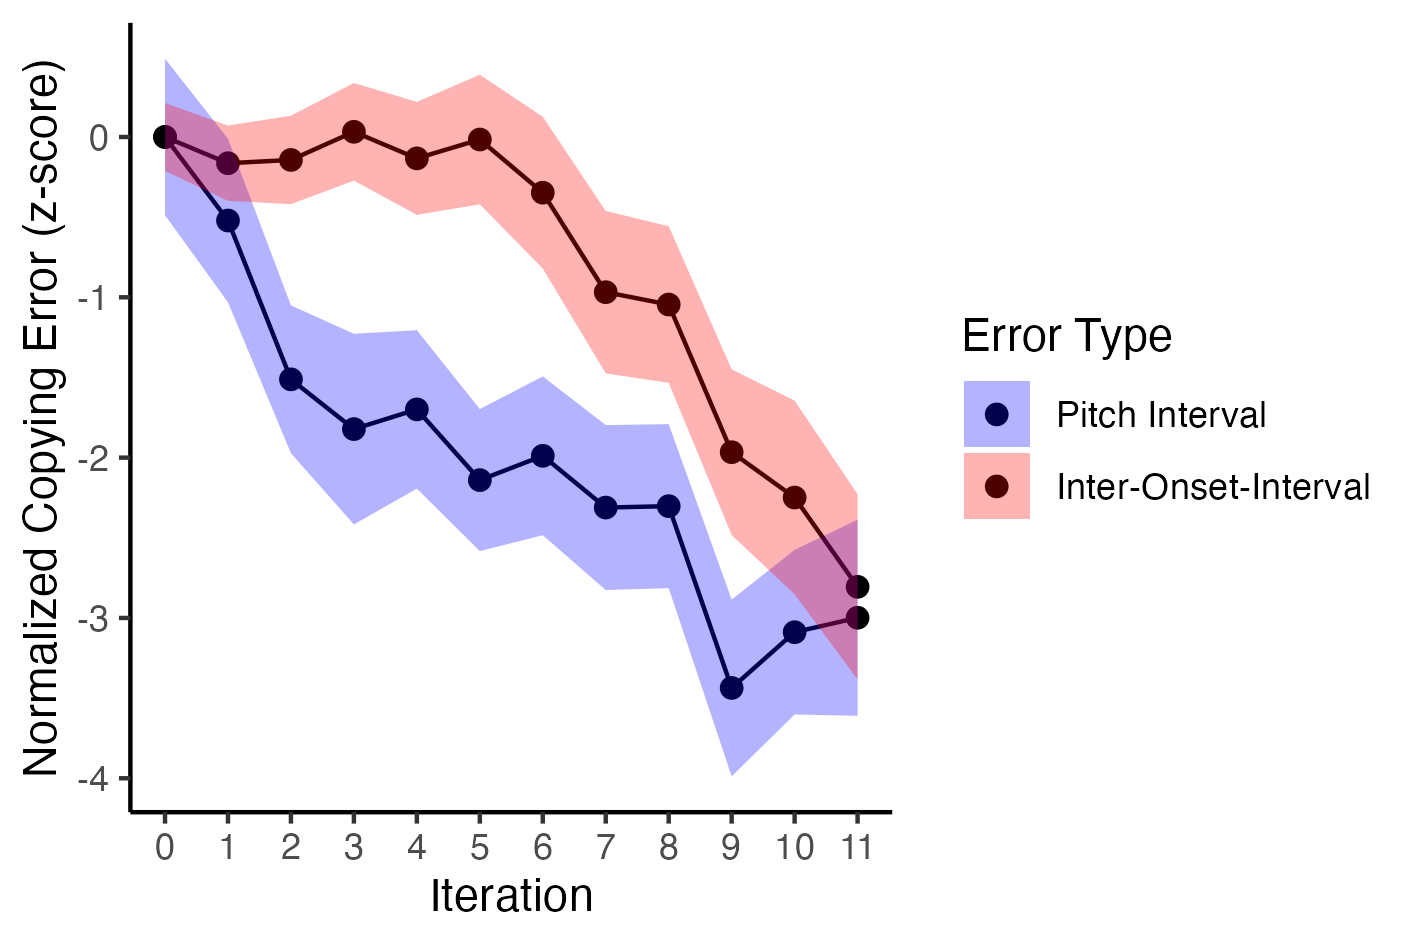 Normalized Copying Error (z-score)
0
-1
-2
-3
-4
0 1 2 3 4 5 6 7 8 9 10 11
Iteration
Error Type
Pitch Interval
Inter-Onset-Interval